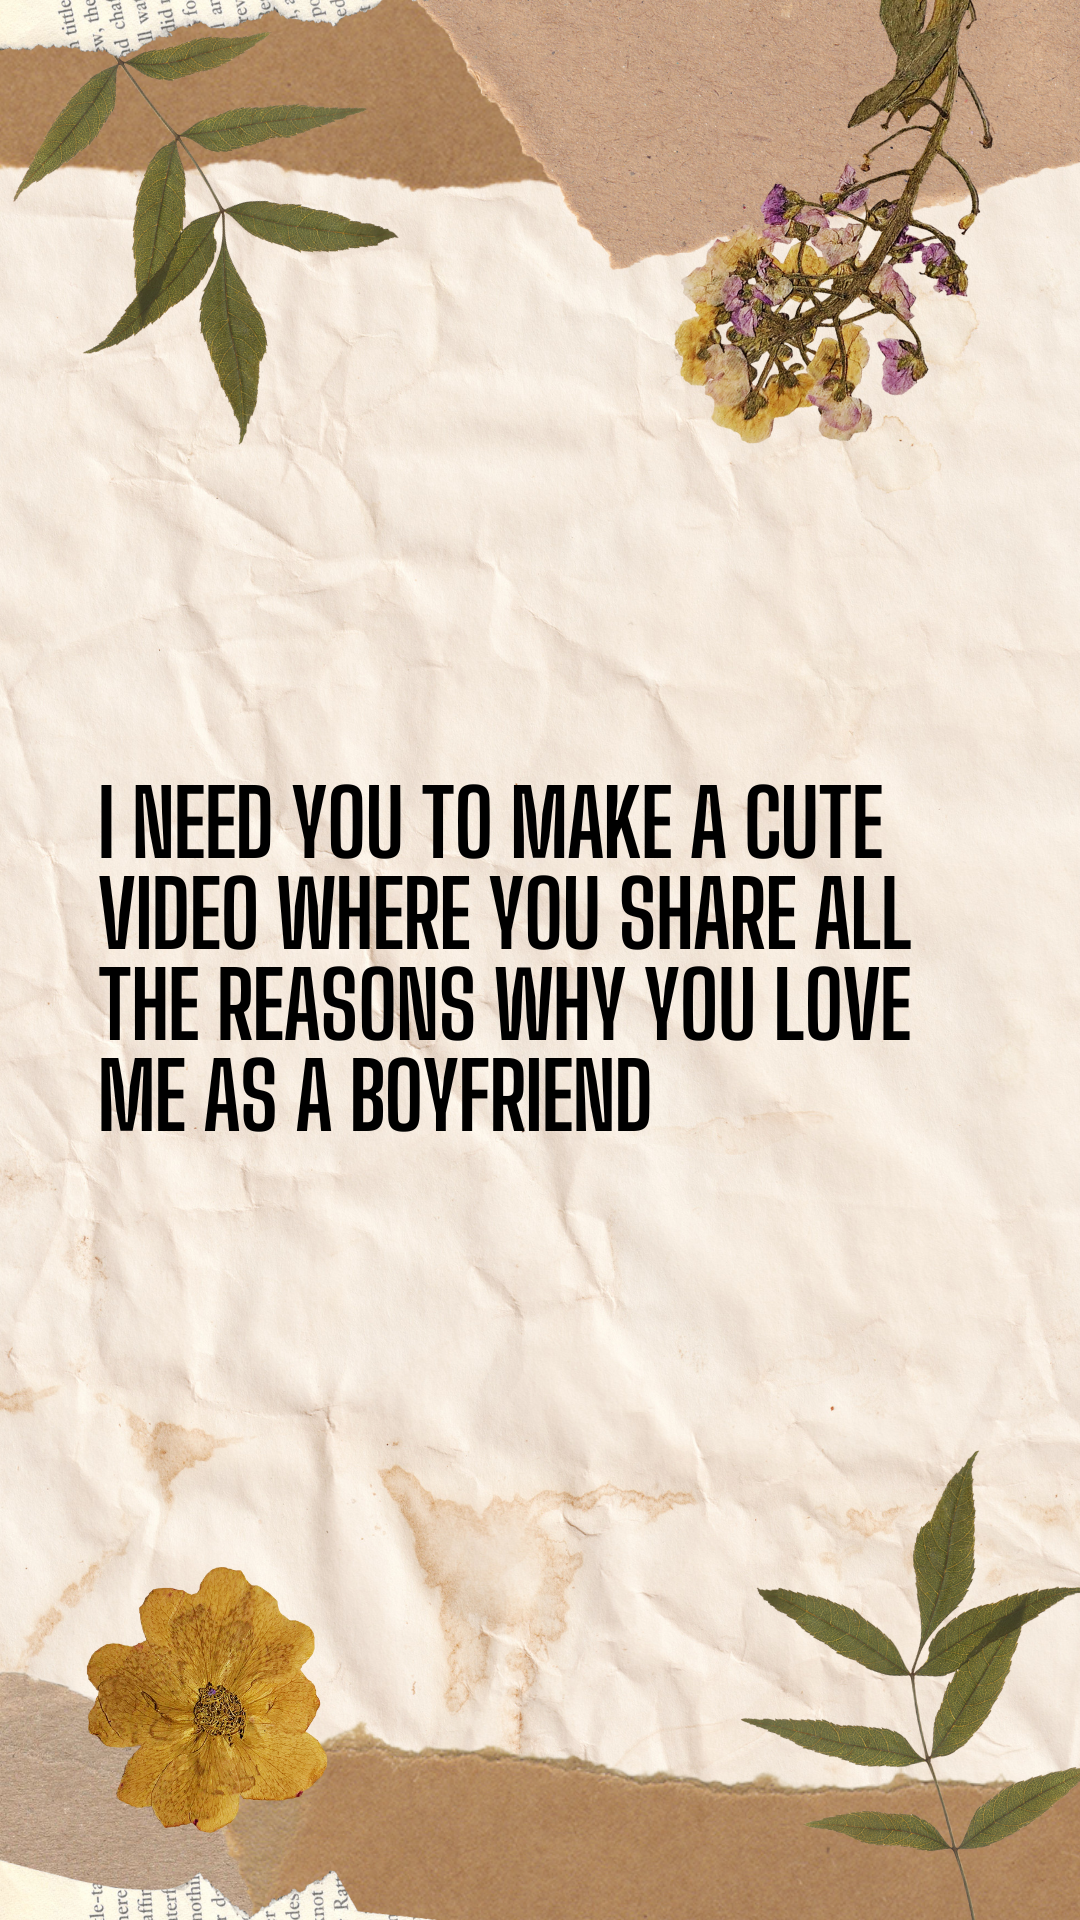 I NEED YOU TO MAKE A CUTE
VIDEO WHERE YOU SHARE ALL
THE REASONS WHY YOU LOVE
ME AS A BOYFRIEND